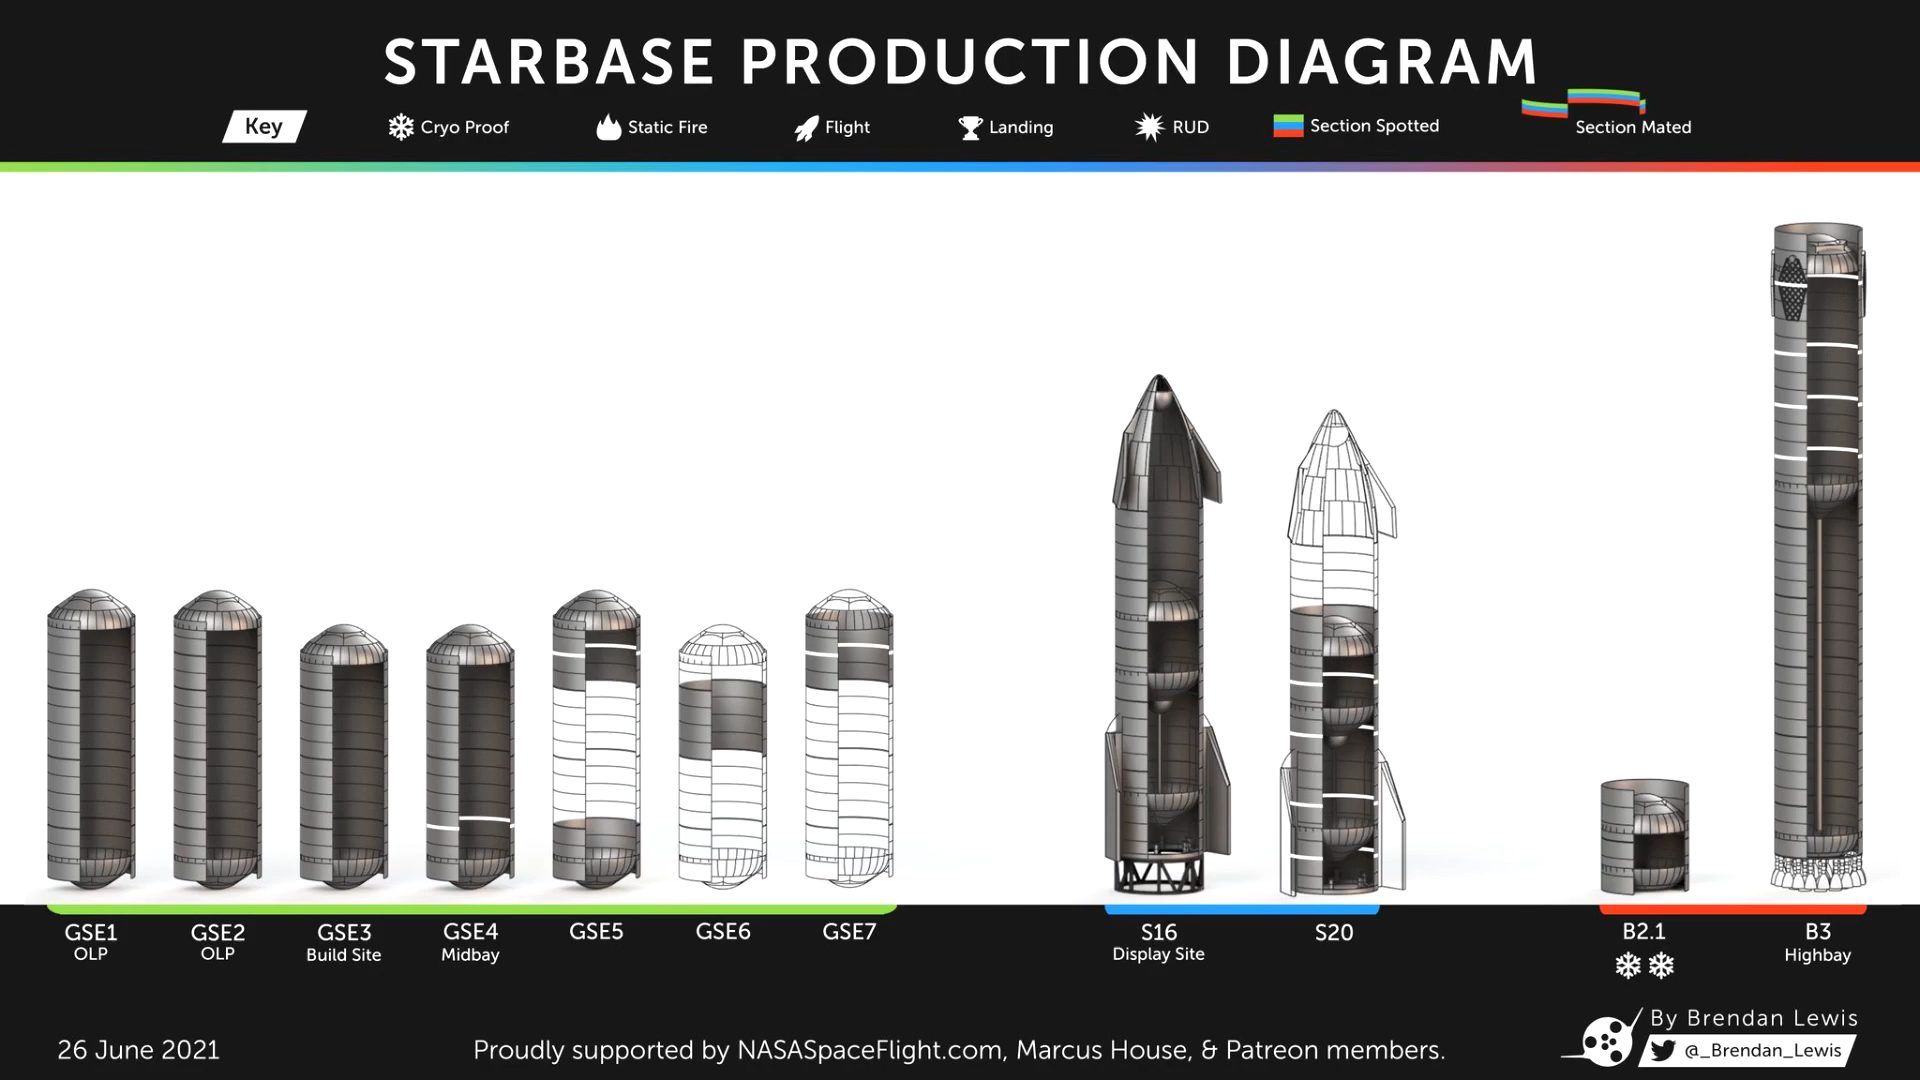 STARBASE PRODUCTION DIAGRAM
Key
Cryo Proof
Static Fire
Flight
Landing
RUD
Section Spotted
Section Mated
GSE1
OLP
GSE2
OLP
GSE3
Build Site
GSE4
Midbay
GSE5
GSE6
GSE7
S16
Display Site
S20
B2.1
B3
Highbay
26 June 2021
Proudly supported by NASASpaceFlight.com, Marcus House, & Patreon members.
By Brendan Lewis
@_Brendan_Lewis